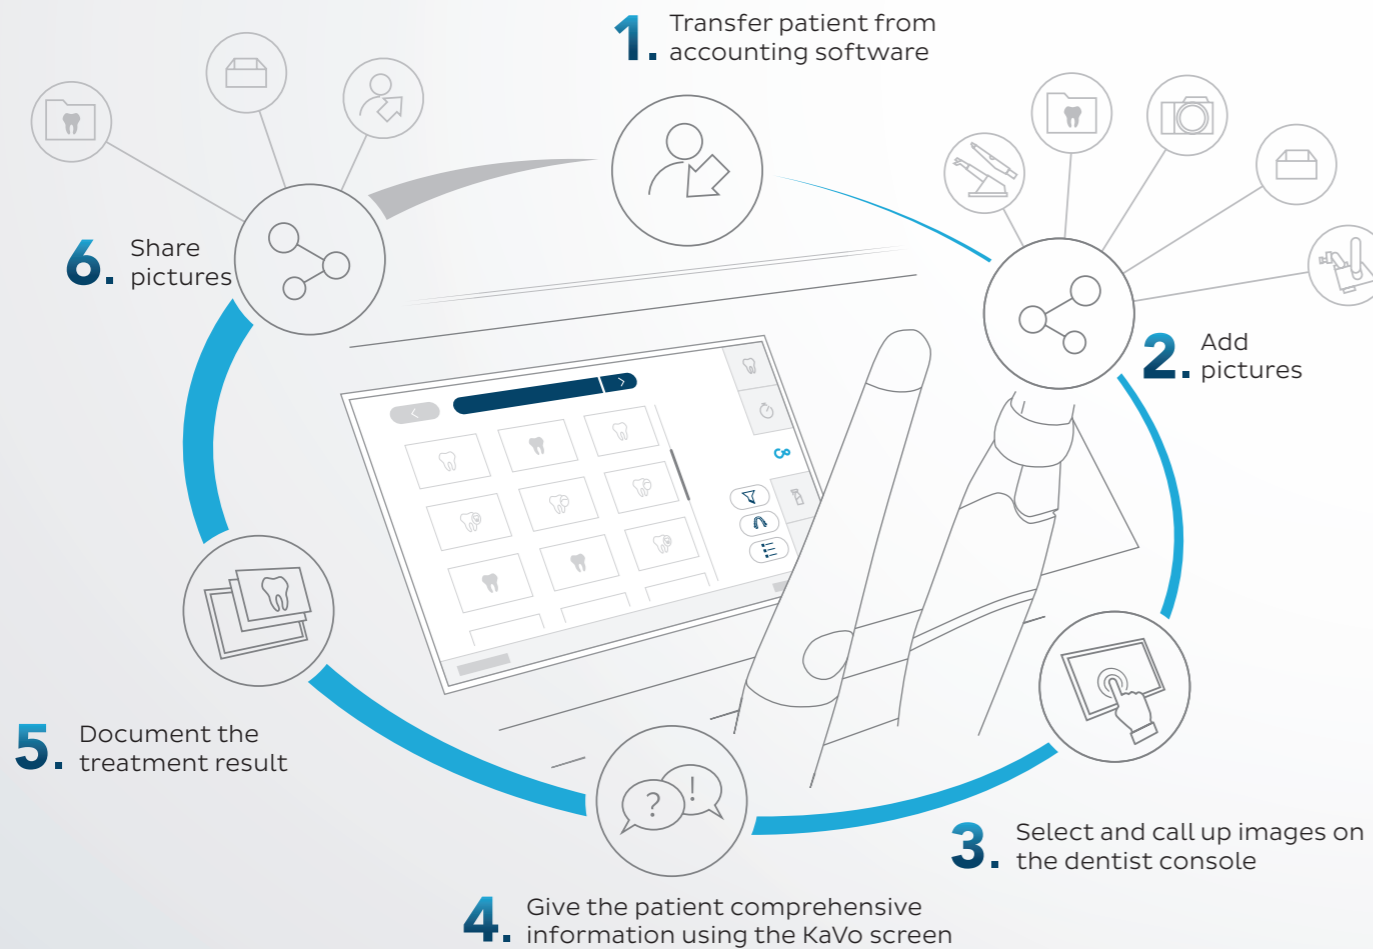 1. Transfer patient from
accounting software
2. Add
pictures
3. Select and call up images on
the dentist console
4. Give the patient comprehensive
information using the KaVo screen
5. Document the
treatment result
6. Share
pictures
?
!